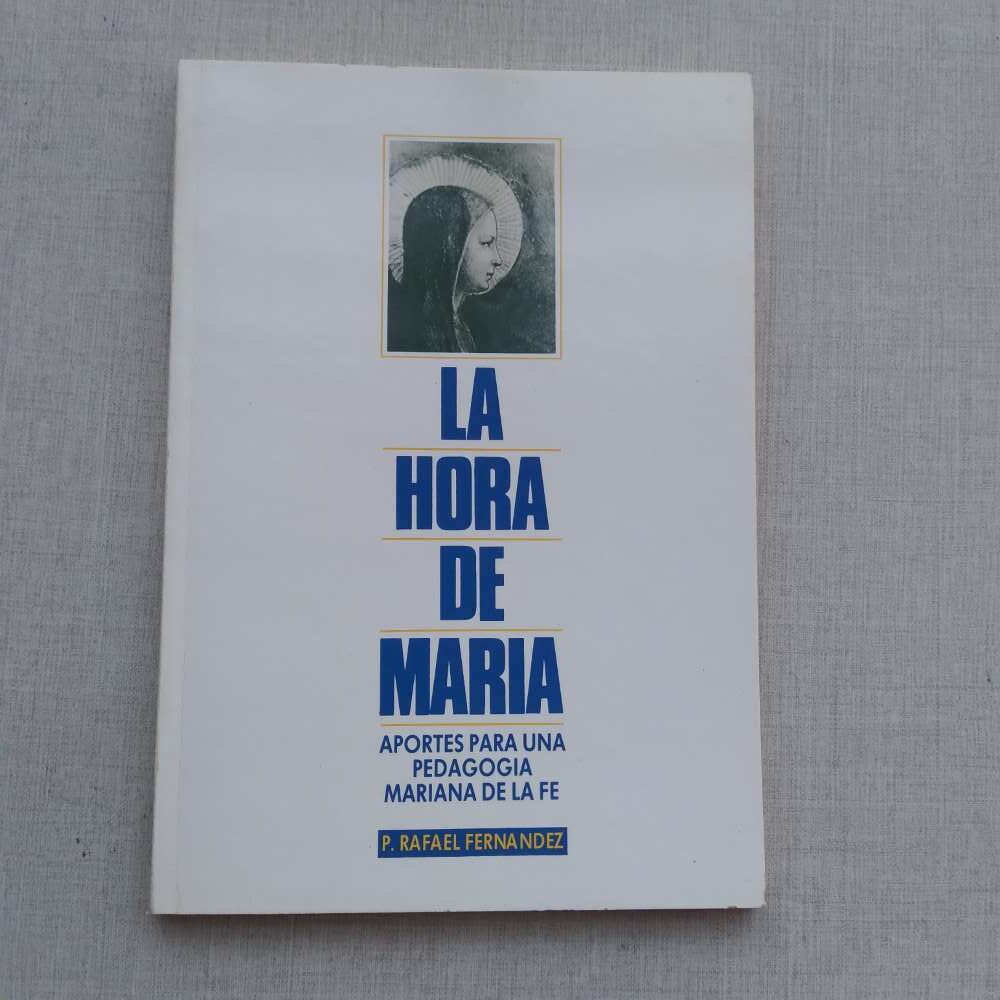 LA
HORA
DE
MARIA
APORTES PARA UNA
PEDAGOGIA
MARIANA DE LA FE
P. RAFAEL FERNANDEZ